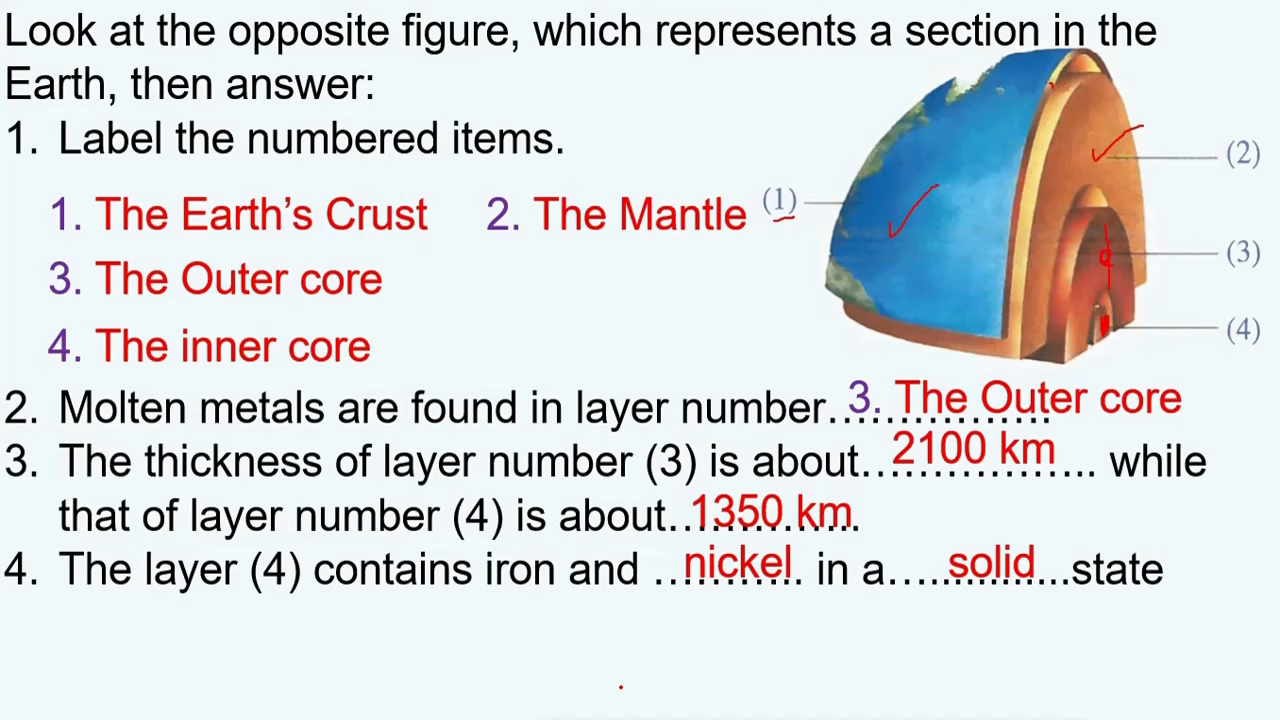 Look at the opposite figure, which represents a section in the
Earth, then answer:
1. Label the numbered items.
1. The Earth's Crust 2. The Mantle
(1)
(2)
3. The Outer core
(3)
4. The inner core
(4)
2. Molten metals are found in layer number................... 3. The Outer core
3. The thickness of layer number (3) is about...2100 km... while
that of layer number (4) is about...1350 km...
4. The layer (4) contains iron and ...nickel... in a...solid...state